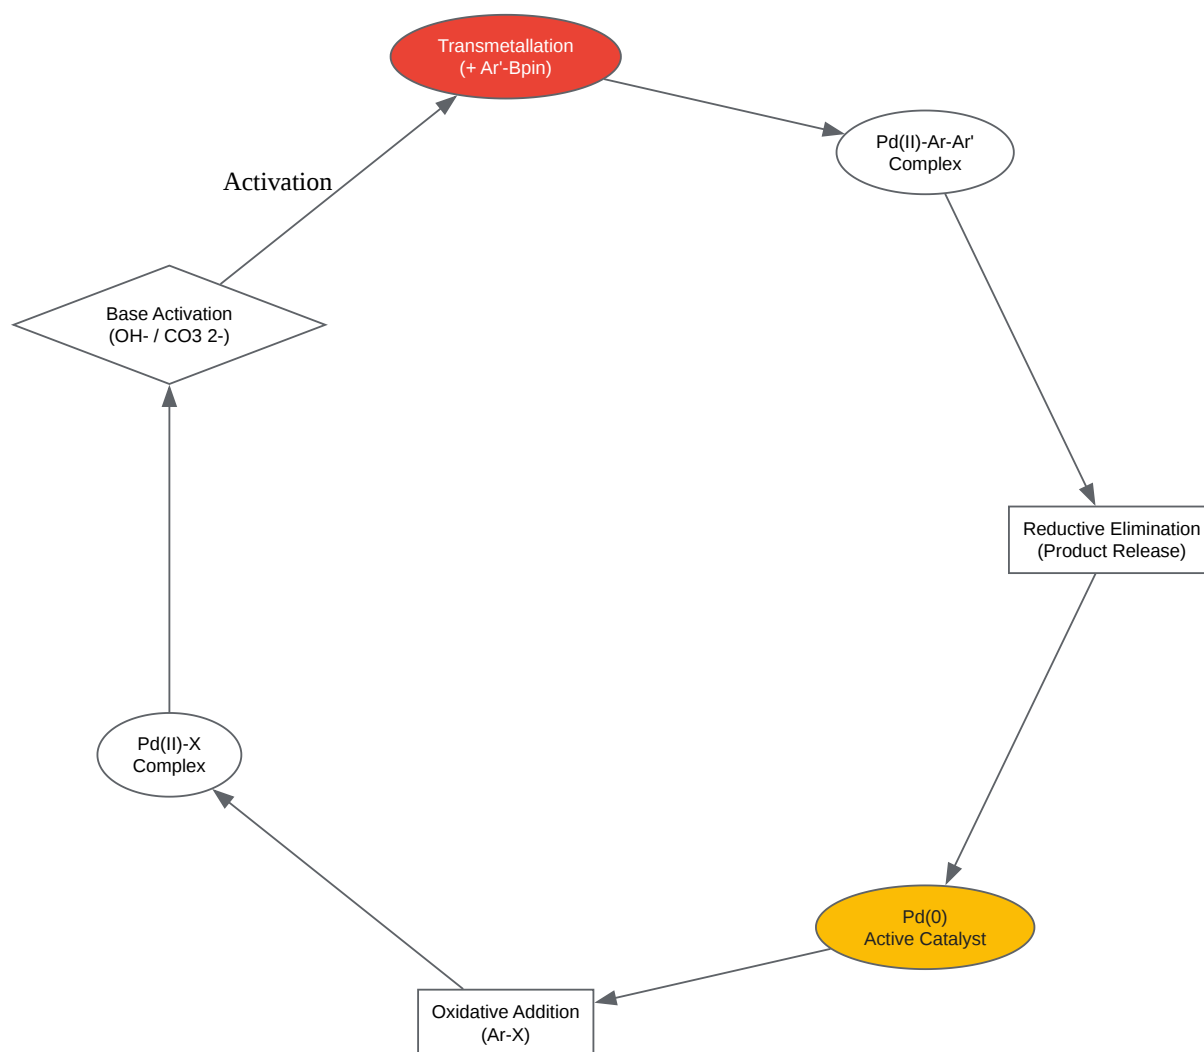 Transmetallation
(+ Ar'-Bpin)
Pd(II)-Ar-Ar'
Complex
Activation
Base Activation
(OH- / CO3 2-)
Reductive Elimination
(Product Release)
Pd(II)-X
Complex
Pd(0)
Active Catalyst
Oxidative Addition
(Ar-X)